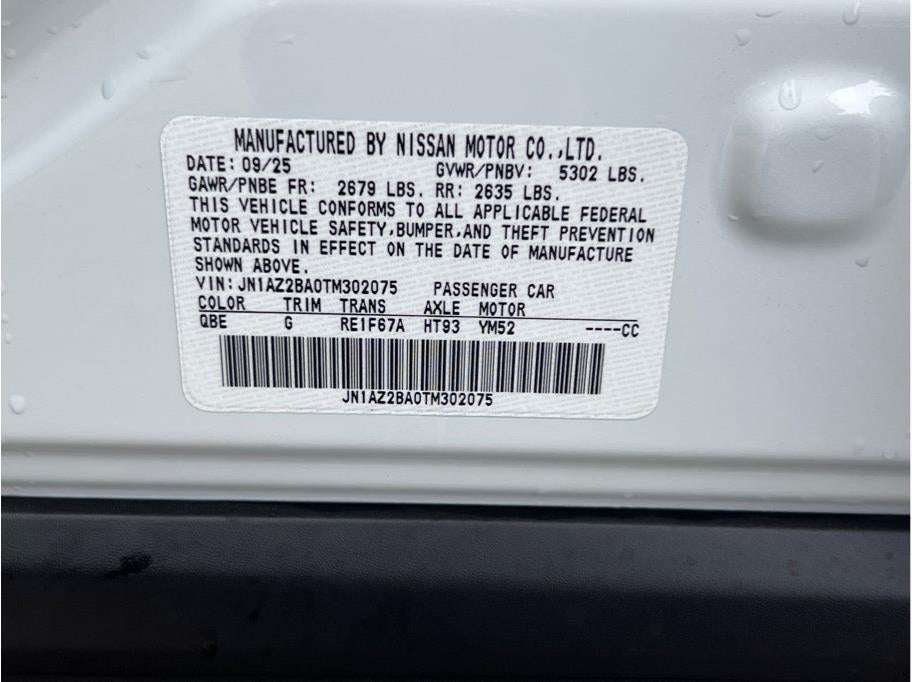 MANUFACTURED BY NISSAN MOTOR CO.,LTD.
DATE: 09/25 GVWR/PNBV: 5302 LBS.
GAWR/PNBE FR: 2679 LBS. RR: 2635 LBS.
THIS VEHICLE CONFORMS TO ALL APPLICABLE FEDERAL
MOTOR VEHICLE SAFETY,BUMPER,AND THEFT PREVENTION
STANDARDS IN EFFECT ON THE DATE OF MANUFACTURE
SHOWN ABOVE.
VIN:JN1AZ2BA0TM302075 PASSENGER CAR
COLOR TRIM TRANS AXLE MOTOR
QBE G RE1F67A HT93 YM52 ----CC
JN1AZ2BA0TM302075